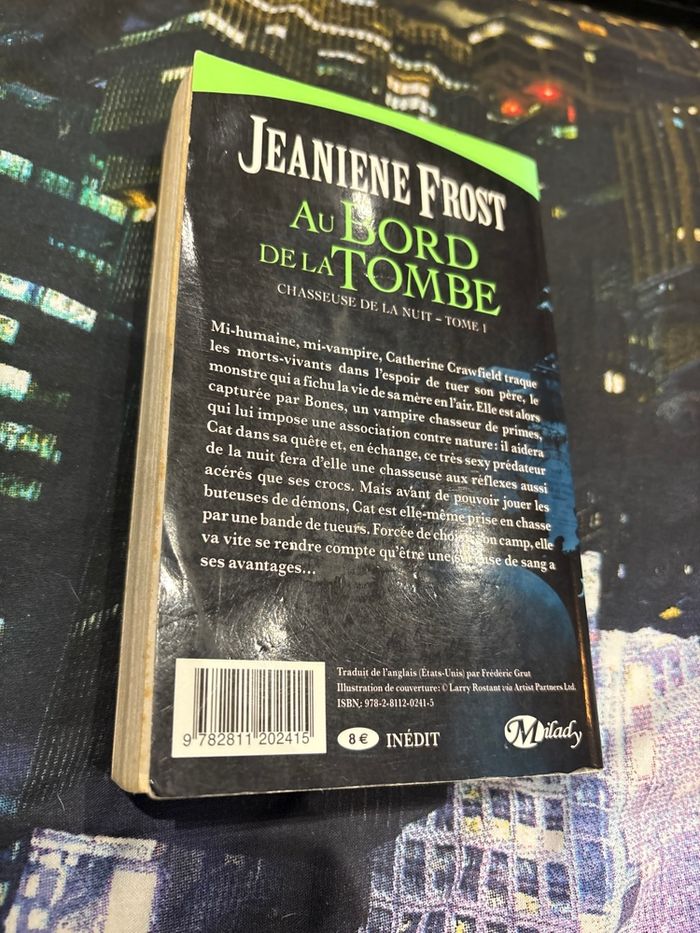 JEANIENE FROST
AU BORD
DE LA TOMBE
CHASSEUSE DE LA NUIT – TOME 1
Mi-humaine, mi-vampire, Catherine Crawfield traque
les morts-vivants dans l'espoir de tuer son père, le
monstre qui a fichu la vie de sa mère en l'air. Elle est alors
capturée par Bones, un vampire chasseur de primes,
qui lui impose une association contre nature : il aidera
Cat dans sa quête et, en échange, ce très sexy prédateur
de la nuit fera d'elle une chasseuse aux réflexes aussi
acérés que ses crocs. Mais avant de pouvoir jouer les
buteuses de démons, Cat est elle-même prise en chasse
par une bande de tueurs. Forcée de choisir son camp, elle
va vite se rendre compte qu'être une de sang a
ses avantages...
Traduit de l'anglais (États-Unis) par Frédéric Grut
Illustration de couverture : © Larry Rostant via Artist Partners Ltd.
ISBN : 978-2-8112-0241-5
9 782811 202415
8 € INÉDIT
Milady